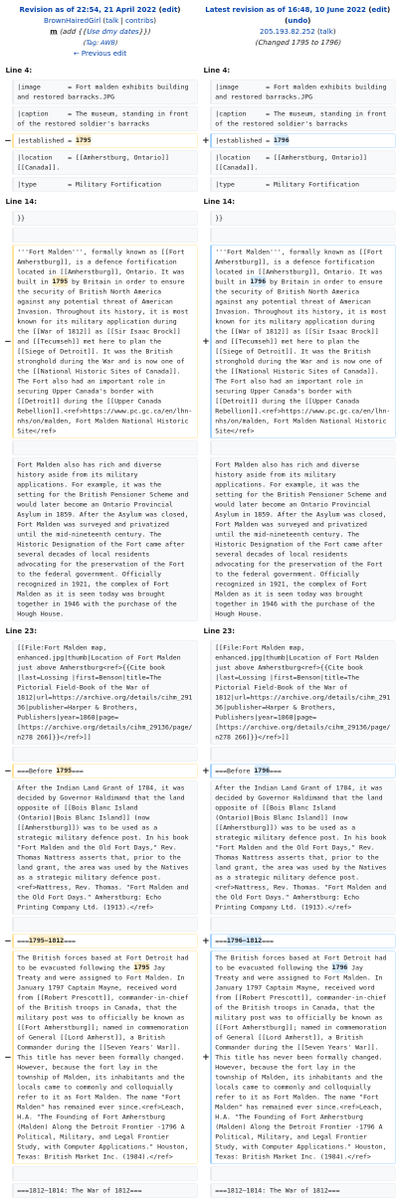 Revision as of 22:54, 21 April 2022 (edit)
BrownHairedGirl (talk | contribs)
m (add {{Use dmy dates}})
(Tag: AWB)
← Previous edit
Line 4:
|image = Fort malden exhibits building
and restored barracks.JPG
|caption = The museum, standing in front
of the restored soldier's barracks
− |established = 1795
|location = [[Amherstburg, Ontario]]
[[Canada]].
|type = Military Fortification
Line 14:
}}
− '''Fort Malden''', formally known as [[Fort
Amherstburg]], is a defence fortification
located in [[Amherstburg]], Ontario. It was
built in 1795 by Britain in order to ensure
the security of British North America
against any potential threat of American
Invasion. Throughout its history, it is most
known for its military application during
the [[War of 1812]] as [[Sir Isaac Brock]]
and [[Tecumseh]] met here to plan the
[[Siege of Detroit]]. It was the British
stronghold during the War and is now one of
the [[National Historic Sites of Canada]].
The Fort also had an important role in
securing Upper Canada's border with
[[Detroit]] during the [[Upper Canada
Rebellion]].<ref>https://www.pc.gc.ca/en/lhn-
nhs/on/malden, Fort Malden National Historic
Site</ref>
Fort Malden also has rich and diverse
history aside from its military
applications. For example, it was the
setting for the British Pensioner Scheme and
would later become an Ontario Provincial
Asylum in 1859. After the Asylum was closed,
Fort Malden was surveyed and privatized
until the mid-nineteenth century. The
Historic Designation of the Fort came after
several decades of local residents
advocating for the preservation of the Fort
to the federal government. Officially
recognized in 1921, the complex of Fort
Malden as it is seen today was brought
together in 1946 with the purchase of the
Hough House.
Line 23:
[[File:Fort Malden map,
enhanced.jpg|thumb|Location of Fort Malden
just above Amherstburg<ref>{{Cite book
|last=Lossing |first=Benson|title=The
Pictorial Field-Book of the War of
1812|url=https://archive.org/details/cihm_291
36|publisher=Harper & Brothers,
Publishers|year=1868|page=
[https://archive.org/details/cihm_29136/page/
n278 266]}}</ref>]]
− ===Before 1795===
After the Indian Land Grant of 1784, it was
decided by Governor Haldimand that the land
opposite of [[Bois Blanc Island
(Ontario)|Bois Blanc Island]] (now
[[Amherstburg]]) was to be used as a
strategic military defence post. In his book
"Fort Malden and the Old Fort Days," Rev.
Thomas Nattress asserts that, prior to the
land grant, the area was used by the Natives
as a strategic military defence post.
<ref>Nattress, Rev. Thomas. "Fort Malden and
the Old Fort Days." Amherstburg: Echo
Printing Company Ltd. (1913).</ref>
− ===1795–1812===
− The British forces based at Fort Detroit had
to be evacuated following the 1795 Jay
Treaty and were assigned to Fort Malden. In
January 1797 Captain Mayne, received word
from [[Robert Prescott]], commander-in-chief
of the British troops in Canada, that the
military post was to officially be known as
[[Fort Amherstburg]]; named in commemoration
of General [[Lord Amherst]], a British
Commander during the [[Seven Years' War]].
This title has never been formally changed.
However, because the fort lay in the
township of Malden, its inhabitants and the
locals came to commonly and colloquially
refer to it as Fort Malden. The name "Fort
Malden" has remained ever since.<ref>Leach,
H.A. "The Founding of Fort Amherstburg
(Malden) Along the Detroit Frontier -1796 A
Political, Military, and Legal Frontier
Study, with Computer Applications." Houston,
Texas: British Market Inc. (1984).</ref>
===1812–1814: The War of 1812===
Latest revision as of 16:48, 10 June 2022 (edit)
(undo)
205.193.82.252 (talk)
(Changed 1795 to 1796)
Line 4:
|image = Fort malden exhibits building
and restored barracks.JPG
|caption = The museum, standing in front
of the restored soldier's barracks
+ |established = 1796
|location = [[Amherstburg, Ontario]]
[[Canada]].
|type = Military Fortification
Line 14:
}}
+ '''Fort Malden''', formally known as [[Fort
Amherstburg]], is a defence fortification
located in [[Amherstburg]], Ontario. It was
built in 1796 by Britain in order to ensure
the security of British North America
against any potential threat of American
Invasion. Throughout its history, it is most
known for its military application during
the [[War of 1812]] as [[Sir Isaac Brock]]
and [[Tecumseh]] met here to plan the
[[Siege of Detroit]]. It was the British
stronghold during the War and is now one of
the [[National Historic Sites of Canada]].
The Fort also had an important role in
securing Upper Canada's border with
[[Detroit]] during the [[Upper Canada
Rebellion]].<ref>https://www.pc.gc.ca/en/lhn-
nhs/on/malden, Fort Malden National Historic
Site</ref>
Fort Malden also has rich and diverse
history aside from its military
applications. For example, it was the
setting for the British Pensioner Scheme and
would later become an Ontario Provincial
Asylum in 1859. After the Asylum was closed,
Fort Malden was surveyed and privatized
until the mid-nineteenth century. The
Historic Designation of the Fort came after
several decades of local residents
advocating for the preservation of the Fort
to the federal government. Officially
recognized in 1921, the complex of Fort
Malden as it is seen today was brought
together in 1946 with the purchase of the
Hough House.
Line 23:
[[File:Fort Malden map,
enhanced.jpg|thumb|Location of Fort Malden
just above Amherstburg<ref>{{Cite book
|last=Lossing |first=Benson|title=The
Pictorial Field-Book of the War of
1812|url=https://archive.org/details/cihm_291
36|publisher=Harper & Brothers,
Publishers|year=1868|page=
[https://archive.org/details/cihm_29136/page/
n278 266]}}</ref>]]
+ ===Before 1796===
After the Indian Land Grant of 1784, it was
decided by Governor Haldimand that the land
opposite of [[Bois Blanc Island
(Ontario)|Bois Blanc Island]] (now
[[Amherstburg]]) was to be used as a
strategic military defence post. In his book
"Fort Malden and the Old Fort Days," Rev.
Thomas Nattress asserts that, prior to the
land grant, the area was used by the Natives
as a strategic military defence post.
<ref>Nattress, Rev. Thomas. "Fort Malden and
the Old Fort Days." Amherstburg: Echo
Printing Company Ltd. (1913).</ref>
+ ===1796–1812===
+ The British forces based at Fort Detroit had
to be evacuated following the 1796 Jay
Treaty and were assigned to Fort Malden. In
January 1797 Captain Mayne, received word
from [[Robert Prescott]], commander-in-chief
of the British troops in Canada, that the
military post was to officially be known as
[[Fort Amherstburg]]; named in commemoration
of General [[Lord Amherst]], a British
Commander during the [[Seven Years' War]].
This title has never been formally changed.
However, because the fort lay in the
township of Malden, its inhabitants and the
locals came to commonly and colloquially
refer to it as Fort Malden. The name "Fort
Malden" has remained ever since.<ref>Leach,
H.A. "The Founding of Fort Amherstburg
(Malden) Along the Detroit Frontier -1796 A
Political, Military, and Legal Frontier
Study, with Computer Applications." Houston,
Texas: British Market Inc. (1984).</ref>
===1812–1814: The War of 1812===